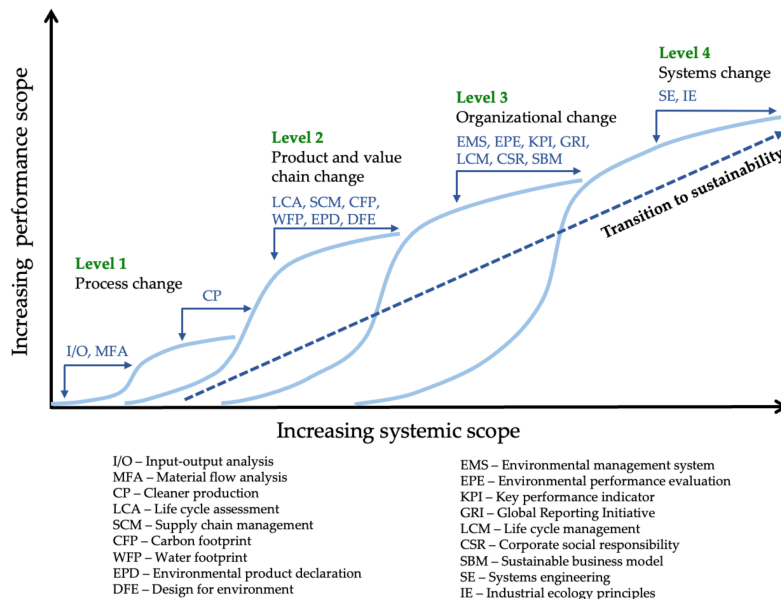 Level 4
Systems change
SE, IE
Level 3
Organizational change
EMS, EPE, KPI, GRI,
LCM, CSR, SBM
Level 2
Product and value
chain change
LCA, SCM, CFP,
WFP, EPD, DFE
Level 1
Process change
CP
I/O, MFA
Transition to sustainability
Increasing performance scope
Increasing systemic scope
I/O – Input-output analysis
MFA – Material flow analysis
CP – Cleaner production
LCA – Life cycle assessment
SCM – Supply chain management
CFP – Carbon footprint
WFP – Water footprint
EPD – Environmental product declaration
DFE – Design for environment
EMS – Environmental management system
EPE – Environmental performance evaluation
KPI – Key performance indicator
GRI – Global Reporting Initiative
LCM – Life cycle management
CSR – Corporate social responsibility
SBM – Sustainable business model
SE – Systems engineering
IE – Industrial ecology principles